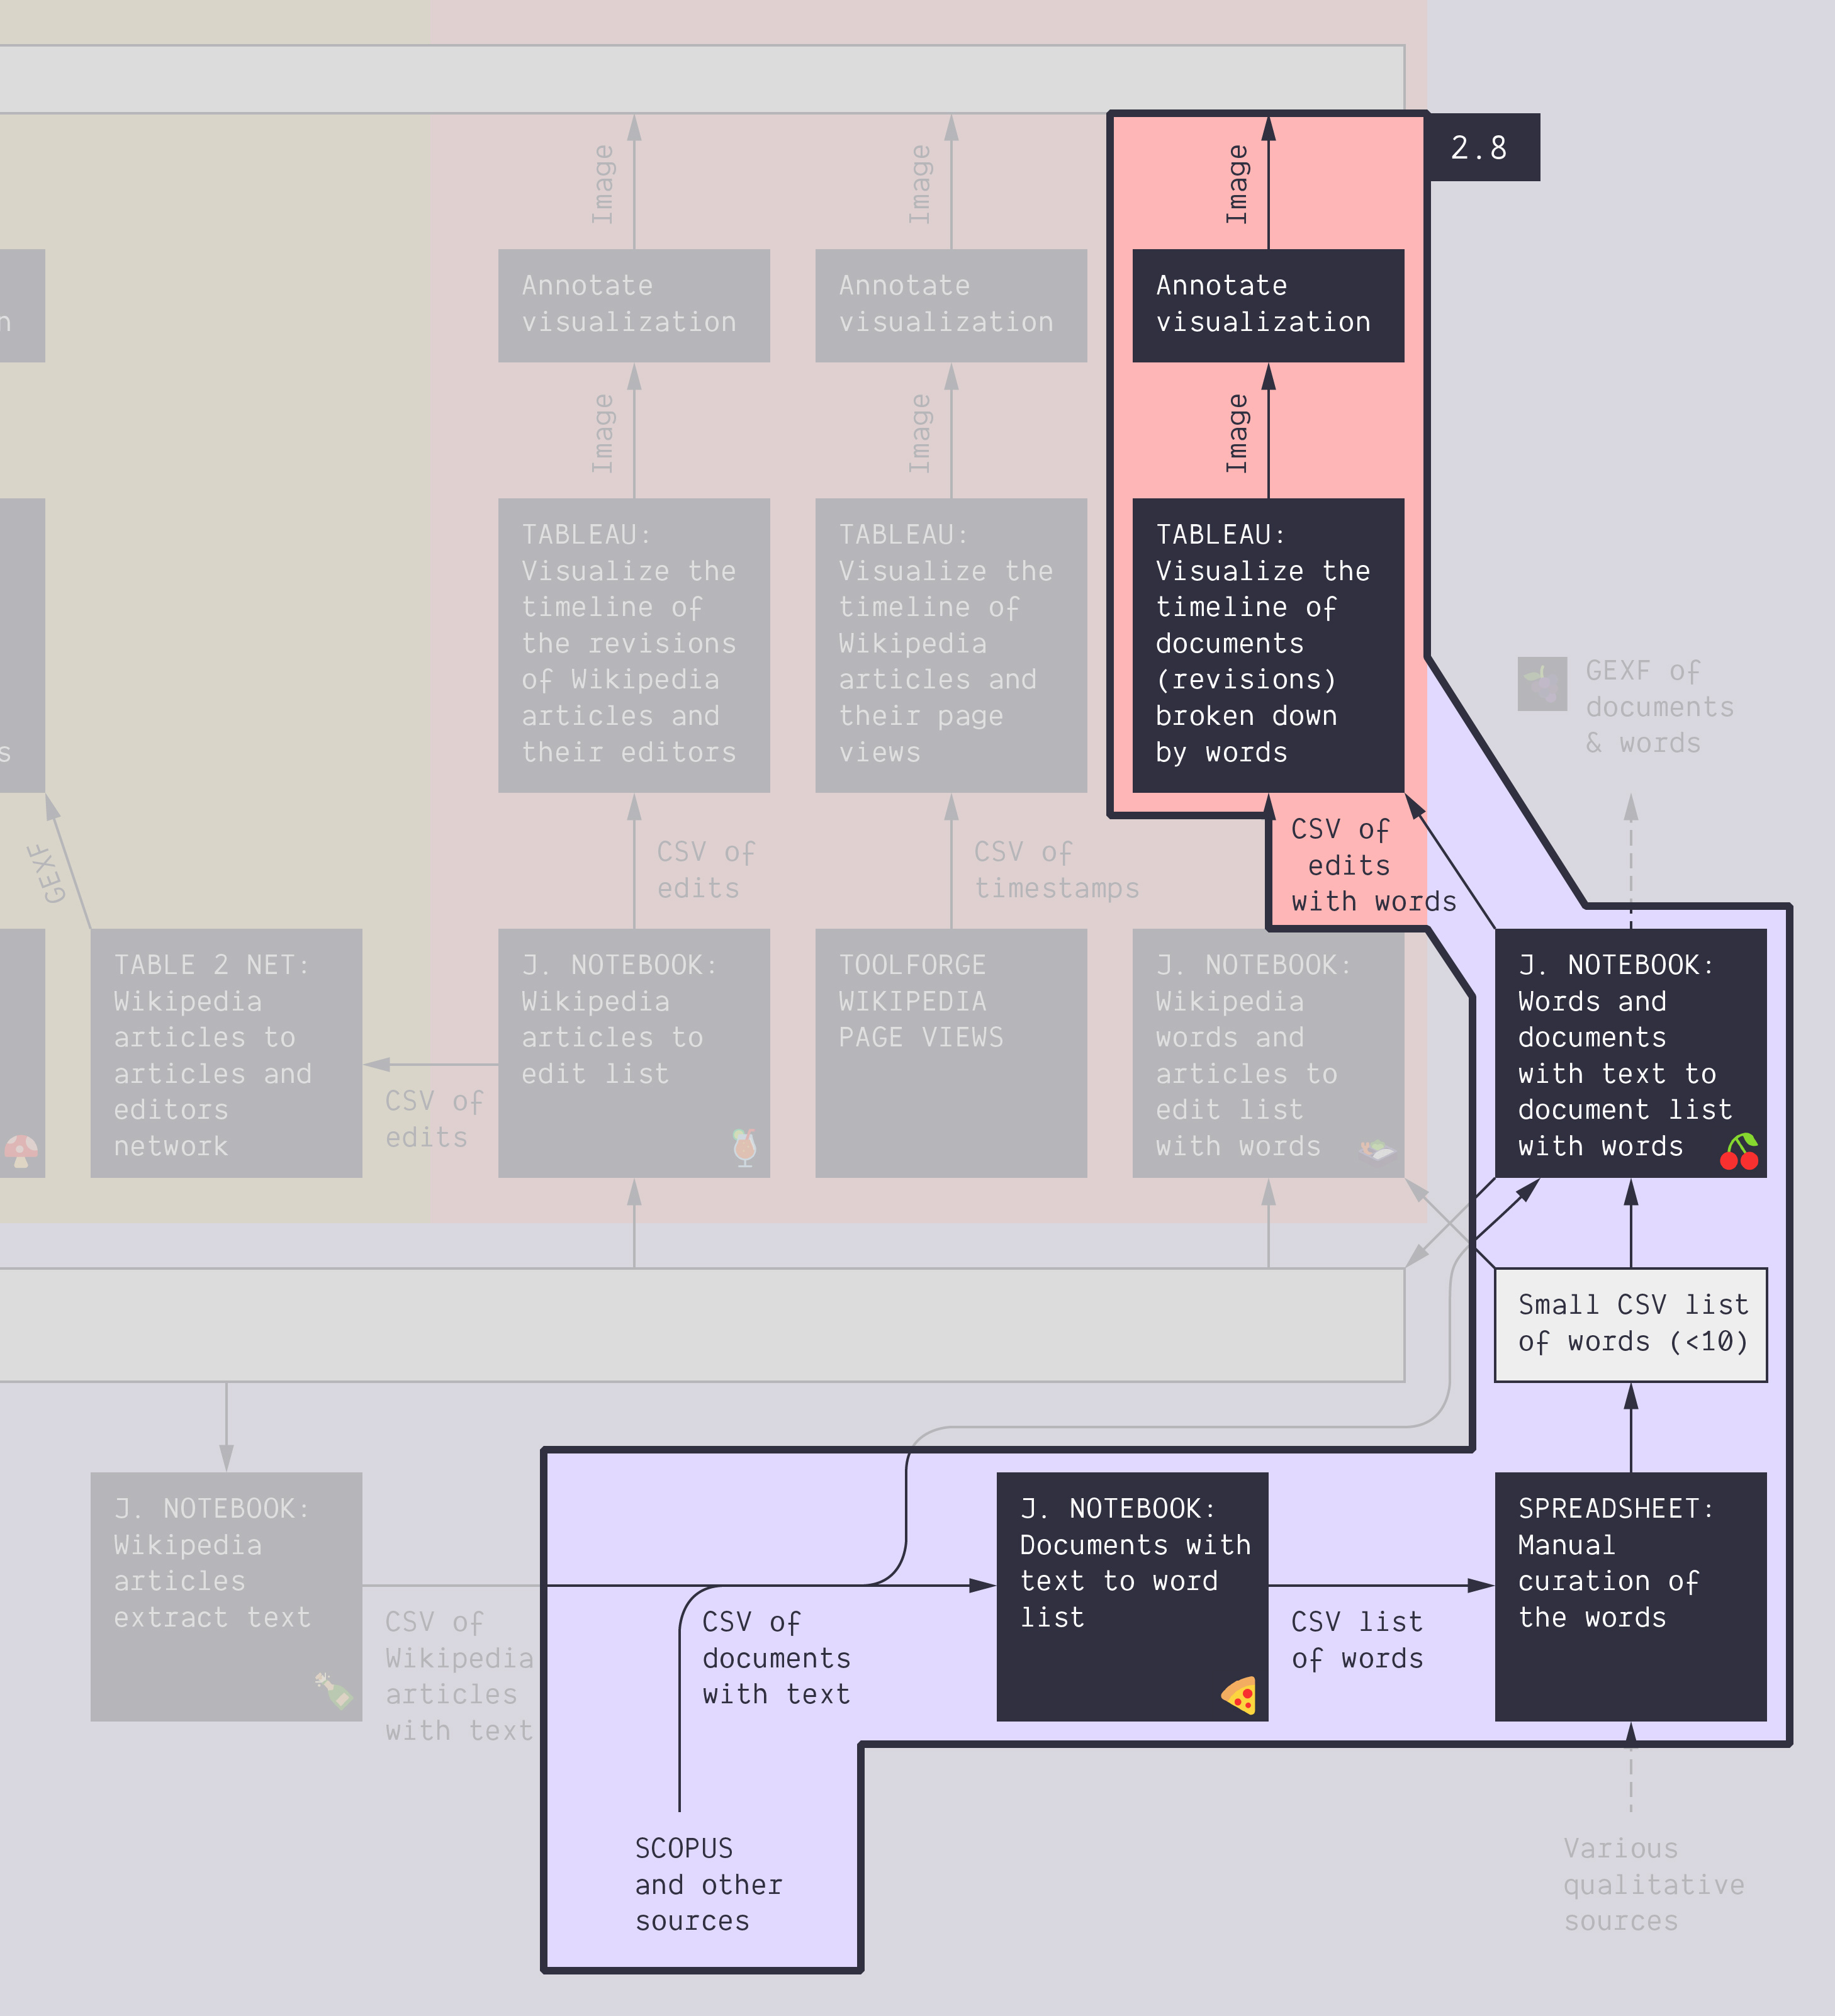 2.8
Image
Image
Image
n
Annotate
visualization
Annotate
visualization
Annotate
visualization
Image
Image
Image
s
TABLEAU:
Visualize the
timeline of
the revisions
of Wikipedia
articles and
their editors
TABLEAU:
Visualize the
timeline of
Wikipedia
articles and
their page
views
TABLEAU:
Visualize the
timeline of
documents
(revisions)
broken down
by words
GEXF of
documents
& words
GEXF
CSV of
edits
CSV of
timestamps
CSV of
edits
with words
TABLE 2 NET:
Wikipedia
articles to
articles and
editors
network
CSV of
edits
J. NOTEBOOK:
Wikipedia
articles to
edit list
TOOLFORGE
WIKIPEDIA
PAGE VIEWS
J. NOTEBOOK:
Wikipedia
words and
articles to
edit list
with words
J. NOTEBOOK:
Words and
documents
with text to
document list
with words
Small CSV list
of words (<10)
J. NOTEBOOK:
Wikipedia
articles
extract text
CSV of
Wikipedia
articles
with text
CSV of
documents
with text
J. NOTEBOOK:
Documents with
text to word
list
CSV list
of words
SPREADSHEET:
Manual
curation of
the words
SCOPUS
and other
sources
Various
qualitative
sources